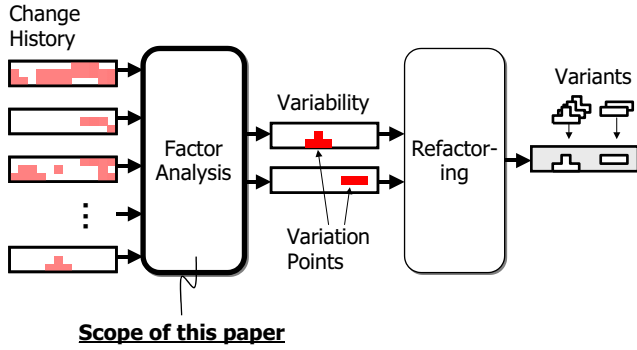 Change
History
Factor
Analysis
Variability
Variation
Points
Refactor-
ing
Variants
Scope of this paper